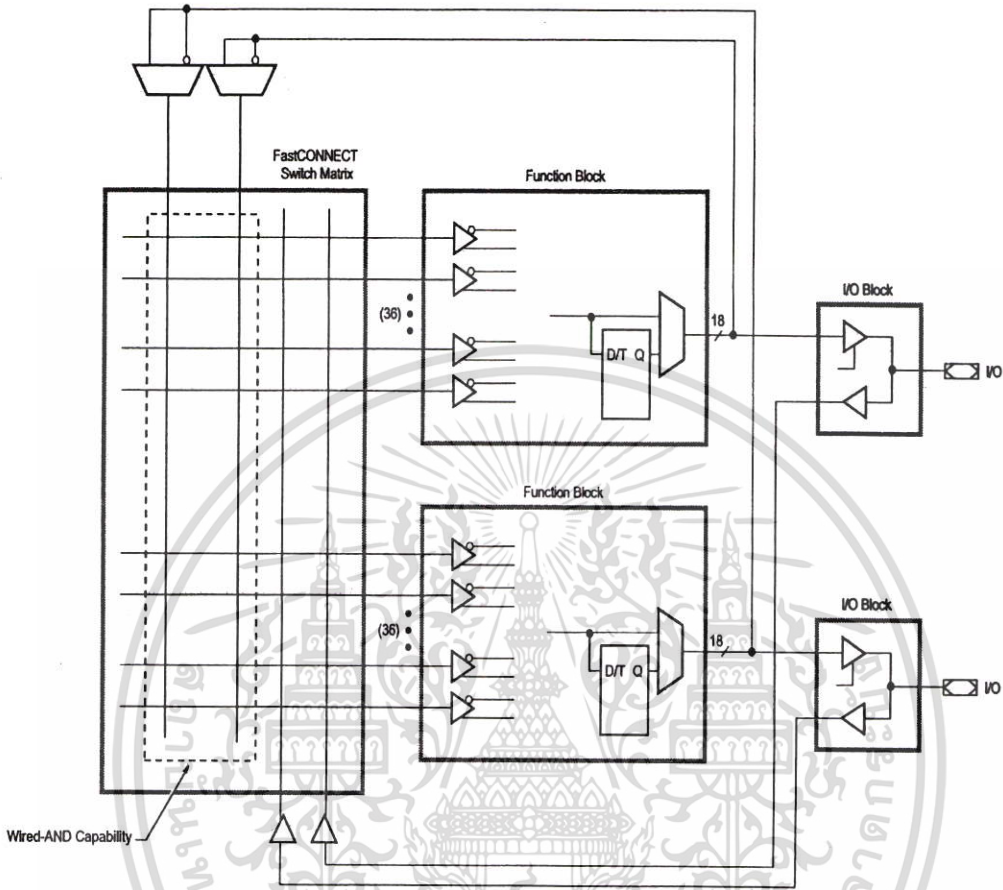 FastCONNECT
Switch Matrix
Function Block
(36)
D/T Q
18
I/O Block
I/O
Function Block
(36)
D/T Q
18
I/O Block
I/O
Wired-AND Capability